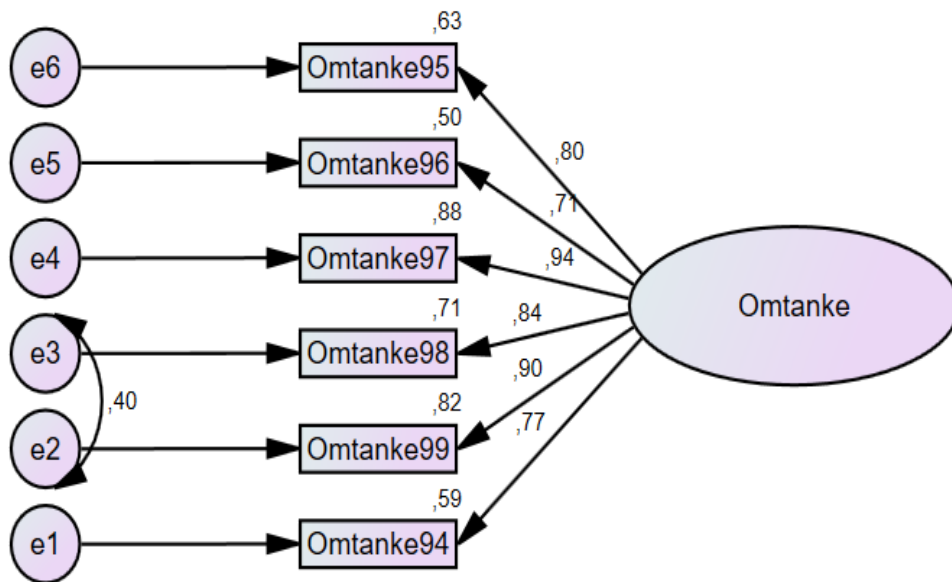 ,63
e6
Omtanke95
,50
,80
e5
Omtanke96
,71
,88
e4
Omtanke97
,94
Omtanke
,71
,84
e3
Omtanke98
,90
,40
,82
,77
e2
Omtanke99
,59
e1
Omtanke94